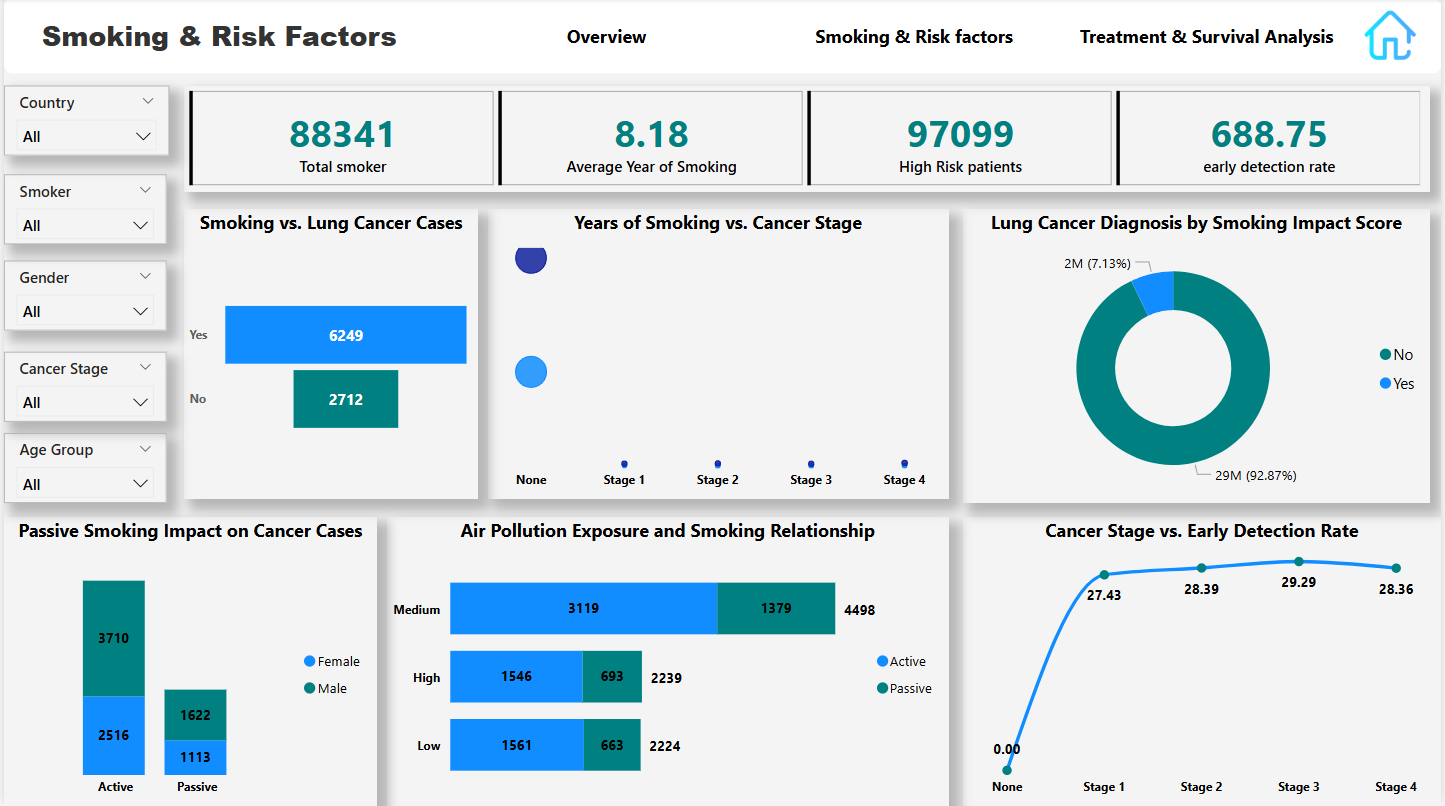 Smoking & Risk Factors
Overview
Smoking & Risk factors
Treatment & Survival Analysis
Country
All
Smoker
All
Gender
All
Cancer Stage
All
Age Group
All
88341
Total smoker
8.18
Average Year of Smoking
97099
High Risk patients
688.75
early detection rate
Smoking vs. Lung Cancer Cases
Yes
6249
No
2712
Years of Smoking vs. Cancer Stage
None
Stage 1
Stage 2
Stage 3
Stage 4
Lung Cancer Diagnosis by Smoking Impact Score
2M (7.13%)
No
Yes
29M (92.87%)
Passive Smoking Impact on Cancer Cases
3710
2516
1622
1113
Active
Passive
Female
Male
Air Pollution Exposure and Smoking Relationship
Medium
3119
1379
4498
High
1546
693
2239
Low
1561
663
2224
Active
Passive
Cancer Stage vs. Early Detection Rate
0.00
27.43
28.39
29.29
28.36
None
Stage 1
Stage 2
Stage 3
Stage 4